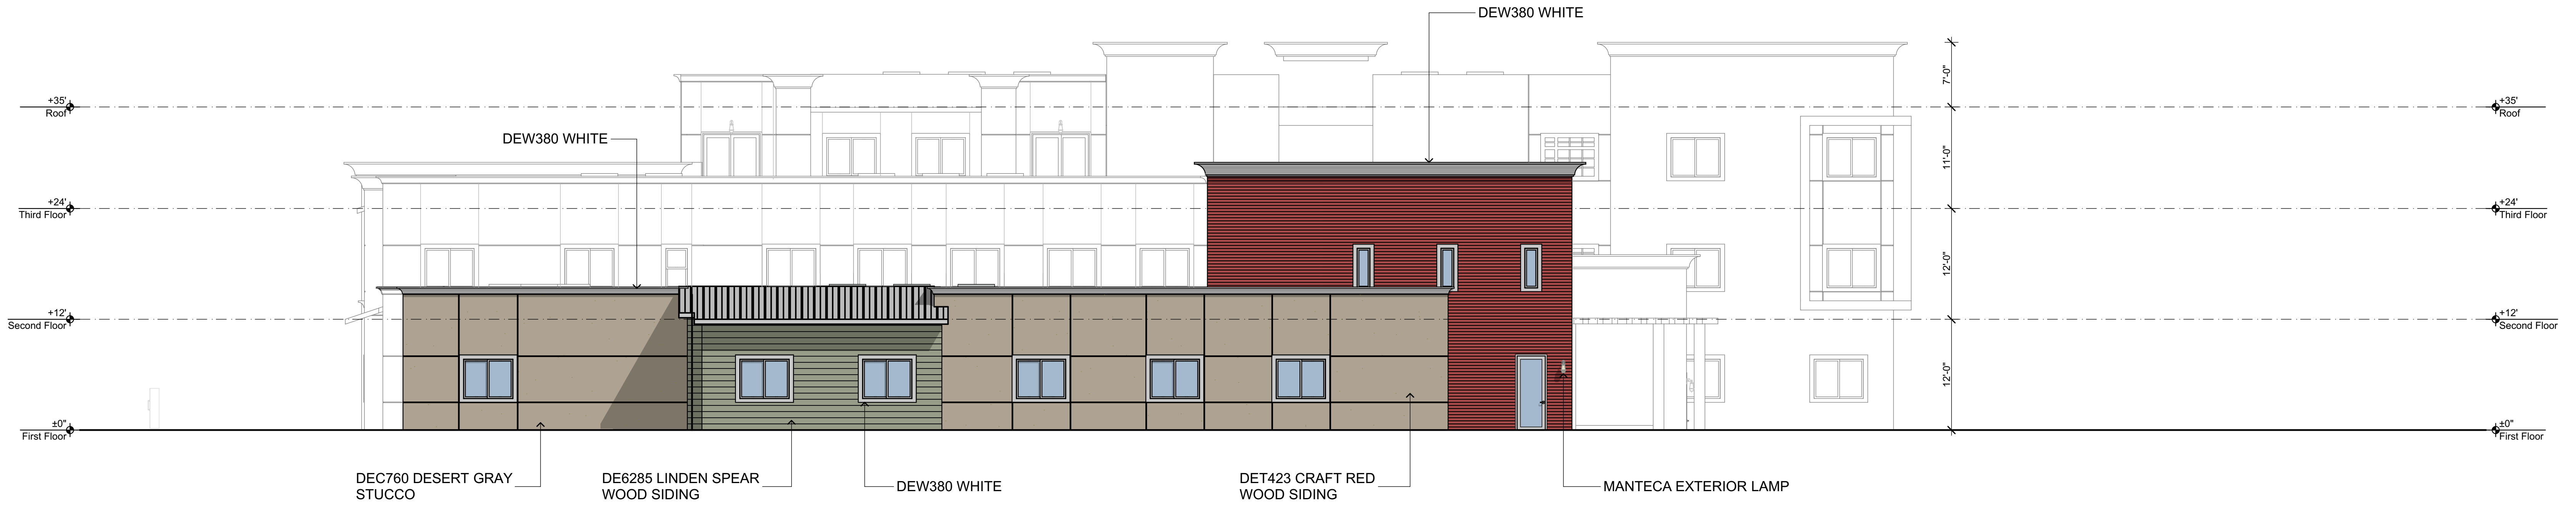 DEW380 WHITE
7'-0"
+35'
Roof
+35'
Roof
DEW380 WHITE
11'-0"
+24'
Third Floor
+24'
Third Floor
12'-0"
+12'
Second Floor
+12'
Second Floor
12'-0"
±0"
First Floor
±0"
First Floor
DEC760 DESERT GRAY
STUCCO
DE6285 LINDEN SPEAR
WOOD SIDING
DEW380 WHITE
DET423 CRAFT RED
WOOD SIDING
MANTECA EXTERIOR LAMP